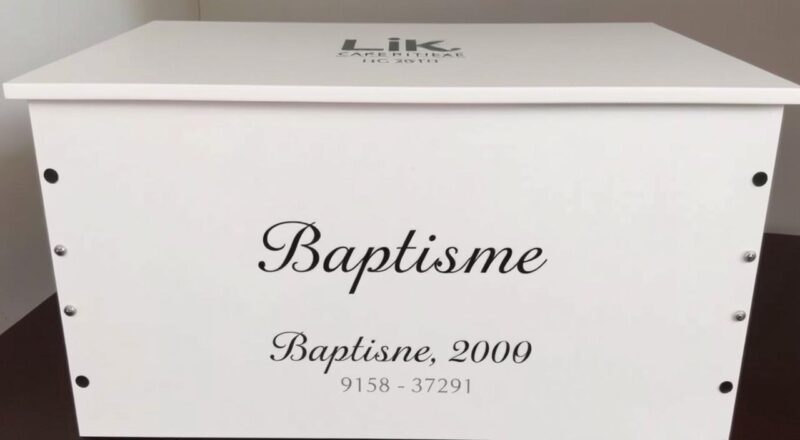 LiK.
Baptisme
Baptisne, 2009
9158 - 37291